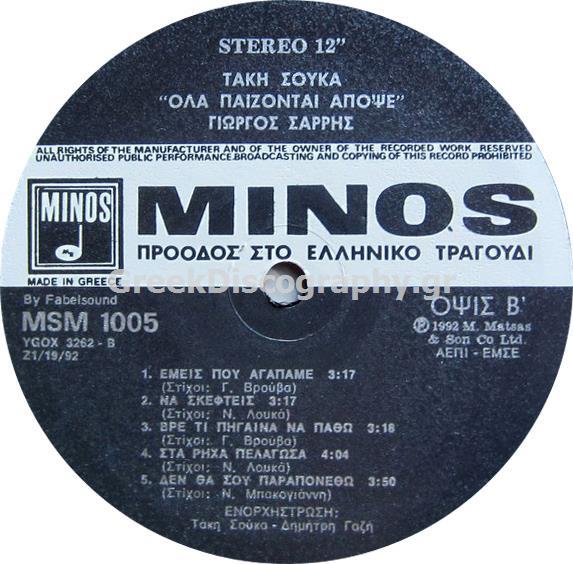 STEREO 12"
ΤΑΚΗ ΣΟΥΚΑ
"ΟΛΑ ΠΑΙΖΟΝΤΑΙ ΑΠΟΨΕ"
ΓΙΩΡΓΟΣ ΣΑΡΡΗΣ
ALL RIGHTS OF THE MANUFACTURER AND OF THE OWNER OF THE RECORDED WORK RESERVED
UNAUTHORISED PUBLIC PERFORMANCE.BROADCASTING AND COPYING OF THIS RECORD PROHIBITED
MINOS
MINOS
ΠΡΟΟΔΟΣ ΣΤΟ ΕΛΛΗΝΙΚΟ ΤΡΑΓΟΥΔΙ
MADE IN GREECE
GreekDiscography.gr
By Fabelsound
MSM 1005
YGOX 3262 - B
Z1/19/92
ΟΨΙΣ Β'
℗ 1992 M. Matsas
& Son Co Ltd.
ΑΕΠΙ - ΕΜΣΕ
1. ΕΜΕΙΣ ΠΟΥ ΑΓΑΠΑΜΕ 3:17
(Στίχοι: Γ. Βρούβα)
2. ΝΑ ΣΚΕΦΤΕΙΣ 3:17
(Στίχοι: Ν. Λουκά)
3. ΒΡΕ ΤΙ ΠΗΓΑΙΝΑ ΝΑ ΠΑΘΩ 3:18
(Στίχοι: Γ. Βρούβα)
4. ΣΤΑ ΡΗΧΑ ΠΕΛΑΓΩΣΑ 4:04
(Στίχοι: Ν. Λουκά)
5. ΔΕΝ ΘΑ ΣΟΥ ΠΑΡΑΠΟΝΕΘΩ 3:50
(Στίχοι: Ν. Μπακογιάννη)
ΕΝΟΡΧΗΣΤΡΩΣΗ:
Τάκη Σούκα - Δημήτρη Γαζή